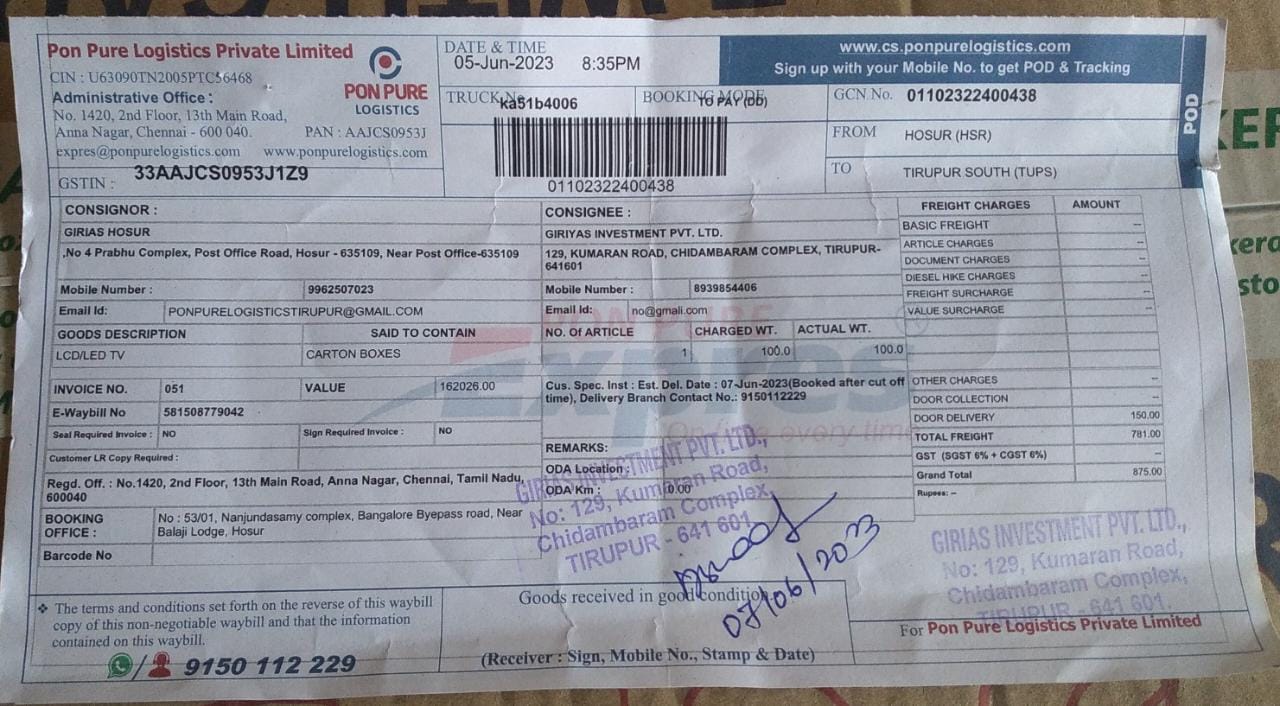 Pon Pure Logistics Private Limited
CIN : U63090TN2005PTC56468
Administrative Office :
No. 1420, 2nd Floor, 13th Main Road,
Anna Nagar, Chennai - 600 040. PAN : AAJCS0953J
expres@ponpurelogistics.com www.ponpurelogistics.com
GSTIN : 33AAJCS0953J1Z9
PON PURE
LOGISTICS
DATE & TIME
05-Jun-2023 8:35PM
TRUCK No. ka51b4006
BOOKING MODE TO PAY (DD)
01102322400438
www.cs.ponpurelogistics.com
Sign up with your Mobile No. to get POD & Tracking
GCN No. 01102322400438
FROM HOSUR (HSR)
TO TIRUPUR SOUTH (TUPS)
POD
CONSIGNOR :
GIRIAS HOSUR
,No 4 Prabhu Complex, Post Office Road, Hosur - 635109, Near Post Office-635109
Mobile Number : 9962507023
Email Id: PONPURELOGISTICSTIRUPUR@GMAIL.COM
CONSIGNEE :
GIRIYAS INVESTMENT PVT. LTD.
129, KUMARAN ROAD, CHIDAMBARAM COMPLEX, TIRUPUR-
641601
Mobile Number : 8939854406
Email Id: no@gmali.com
GOODS DESCRIPTION SAID TO CONTAIN NO. Of ARTICLE CHARGED WT. ACTUAL WT.
LCD/LED TV CARTON BOXES 1 100.0 100.0
INVOICE NO. 051 VALUE 162026.00
E-Waybill No 581508779042
Seal Required Invoice : NO Sign Required Invoice : NO
Customer LR Copy Required :
Cus. Spec. Inst : Est. Del. Date : 07-Jun-2023(Booked after cut off
time), Delivery Branch Contact No.: 9150112229
REMARKS:
ODA Location :
ODA Km : 0.00
Regd. Off. : No.1420, 2nd Floor, 13th Main Road, Anna Nagar, Chennai, Tamil Nadu,
600040
BOOKING
OFFICE :
No : 53/01, Nanjundasamy complex, Bangalore Byepass road, Near
Balaji Lodge, Hosur
Barcode No
FREIGHT CHARGES AMOUNT
BASIC FREIGHT --
ARTICLE CHARGES --
DOCUMENT CHARGES --
DIESEL HIKE CHARGES --
FREIGHT SURCHARGE --
VALUE SURCHARGE --
OTHER CHARGES --
DOOR COLLECTION --
DOOR DELIVERY 150.00
TOTAL FREIGHT 781.00
GST (SGST 6% + CGST 6%) --
Grand Total 875.00
Rupees: --
PON PURE
Expres
On time every time
GIRIAS INVESTMENT PVT. LTD.,
No: 129, Kumaran Road,
Chidambaram Complex,
TIRUPUR - 641 601.
07/06/2023
GIRIAS INVESTMENT PVT. LTD.,
No: 129, Kumaran Road,
Chidambaram Complex,
TIRUPUR - 641 601.
❖ The terms and conditions set forth on the reverse of this waybill
copy of this non-negotiable waybill and that the information
contained on this waybill.
9150 112 229
Goods received in good condition
(Receiver : Sign, Mobile No., Stamp & Date)
For Pon Pure Logistics Private Limited